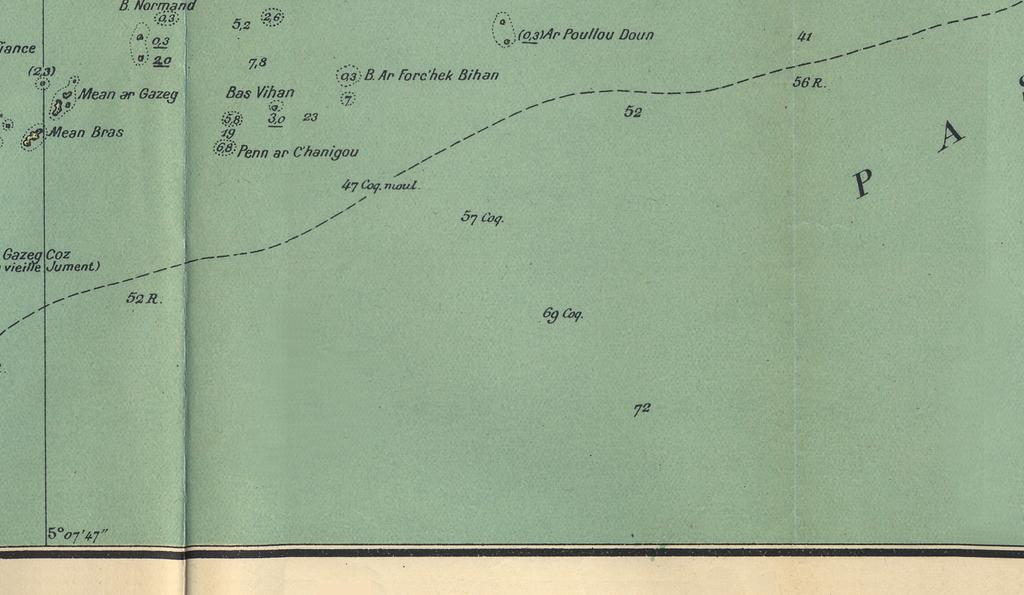 B. Normand
0,3
5,2
2,6
0,3
2,0
(0,3) Ar Poullou Doun
41
(2,3)
7,8
0,3 B. Ar Forc'hek Bihan
56 R.
Mean ar Gazeg
Bas Vihan
7
5,8
3,0
23
52
Mean Bras
19
6,8 Penn ar C'hanigou
P A
47 Coq. moul.
57 Coq.
Gazeg Coz
vieille Jument)
52 R.
69 Coq.
72
5° 07' 47"